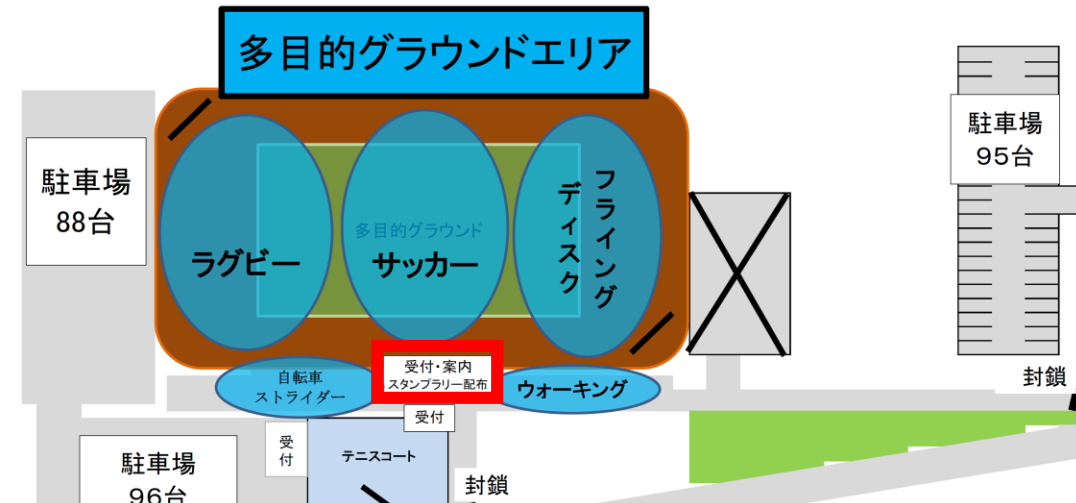 多目的グラウンドエリア
駐車場
88台
駐車場
95台
多目的グラウンド
ラグビー
サッカー
フライング
ディスク
受付・案内
スタンプラリー配布
自転車
ストライダー
ウォーキング
封鎖
受付
受付
テニスコート
駐車場
96台
封鎖